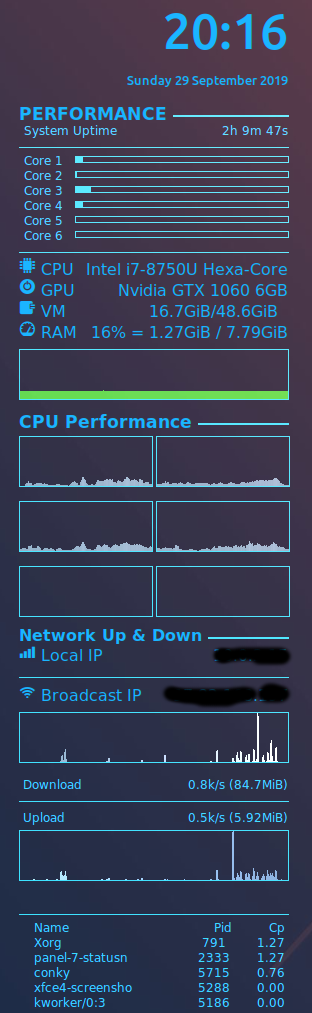 20:16
Sunday 29 September 2019
PERFORMANCE
System Uptime 2h 9m 47s
Core 1
Core 2
Core 3
Core 4
Core 5
Core 6
CPU Intel i7-8750U Hexa-Core
GPU Nvidia GTX 1060 6GB
VM 16.7GiB/48.6GiB
RAM 16% = 1.27GiB / 7.79GiB
CPU Performance
Network Up & Down
Local IP
Broadcast IP
Download 0.8k/s (84.7MiB)
Upload 0.5k/s (5.92MiB)
Name Pid Cp
Xorg 791 1.27
panel-7-statusn 2333 1.27
conky 5715 0.76
xfce4-screensho 5288 0.00
kworker/0:3 5186 0.00